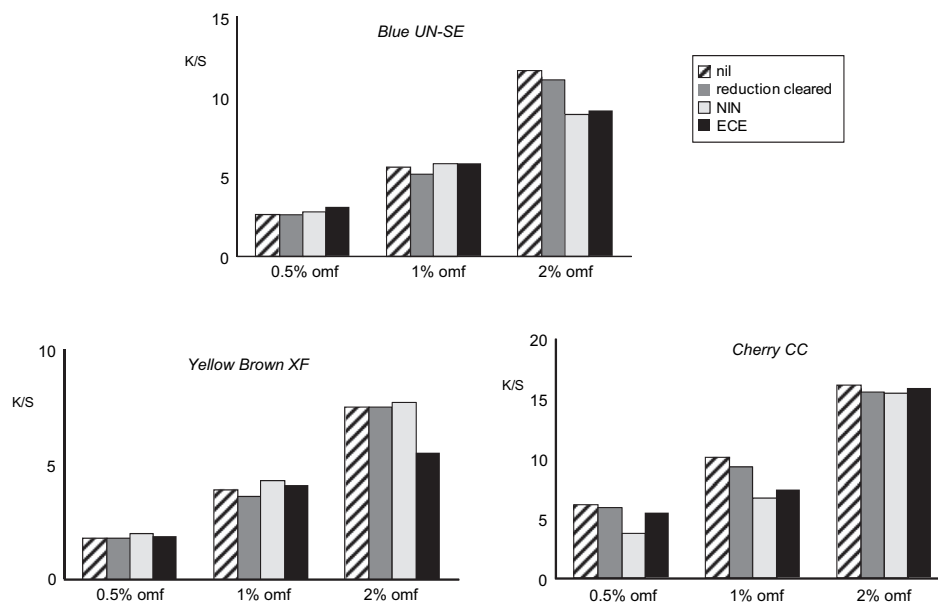 Blue UN-SE
K/S
15
10
5
0
0.5% omf
1% omf
2% omf
nil
reduction cleared
NIN
ECE
Yellow Brown XF
K/S
10
5
0
0.5% omf
1% omf
2% omf
Cherry CC
K/S
20
15
10
5
0
0.5% omf
1% omf
2% omf